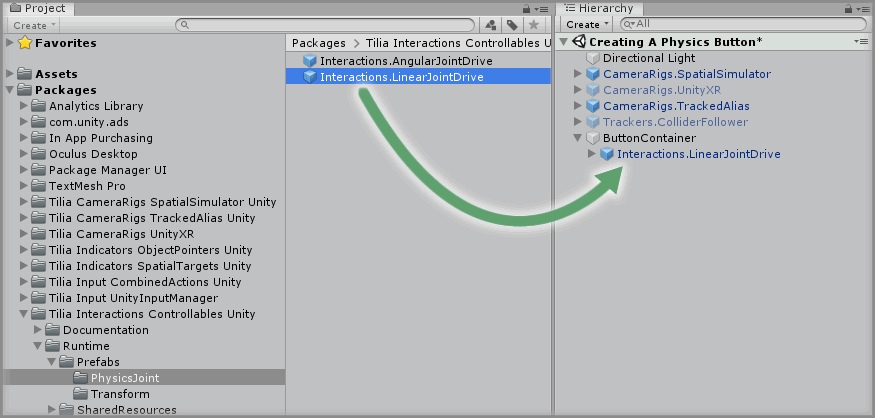 Project
Create
Favorites
Assets
Packages
Analytics Library
com.unity.ads
In App Purchasing
Oculus Desktop
Package Manager UI
TextMesh Pro
Tilia CameraRigs SpatialSimulator Unity
Tilia CameraRigs TrackedAlias Unity
Tilia CameraRigs UnityXR
Tilia Indicators ObjectPointers Unity
Tilia Indicators SpatialTargets Unity
Tilia Input CombinedActions Unity
Tilia Input UnityInputManager
Tilia Interactions Controllables Unity
Documentation
Runtime
Prefabs
PhysicsJoint
Transform
SharedResources
Packages > Tilia Interactions Controllables U
Interactions.AngularJointDrive
Interactions.LinearJointDrive
Hierarchy
Create All
Creating A Physics Button*
Directional Light
CameraRigs.SpatialSimulator
CameraRigs.UnityXR
CameraRigs.TrackedAlias
Trackers.ColliderFollower
ButtonContainer
Interactions.LinearJointDrive